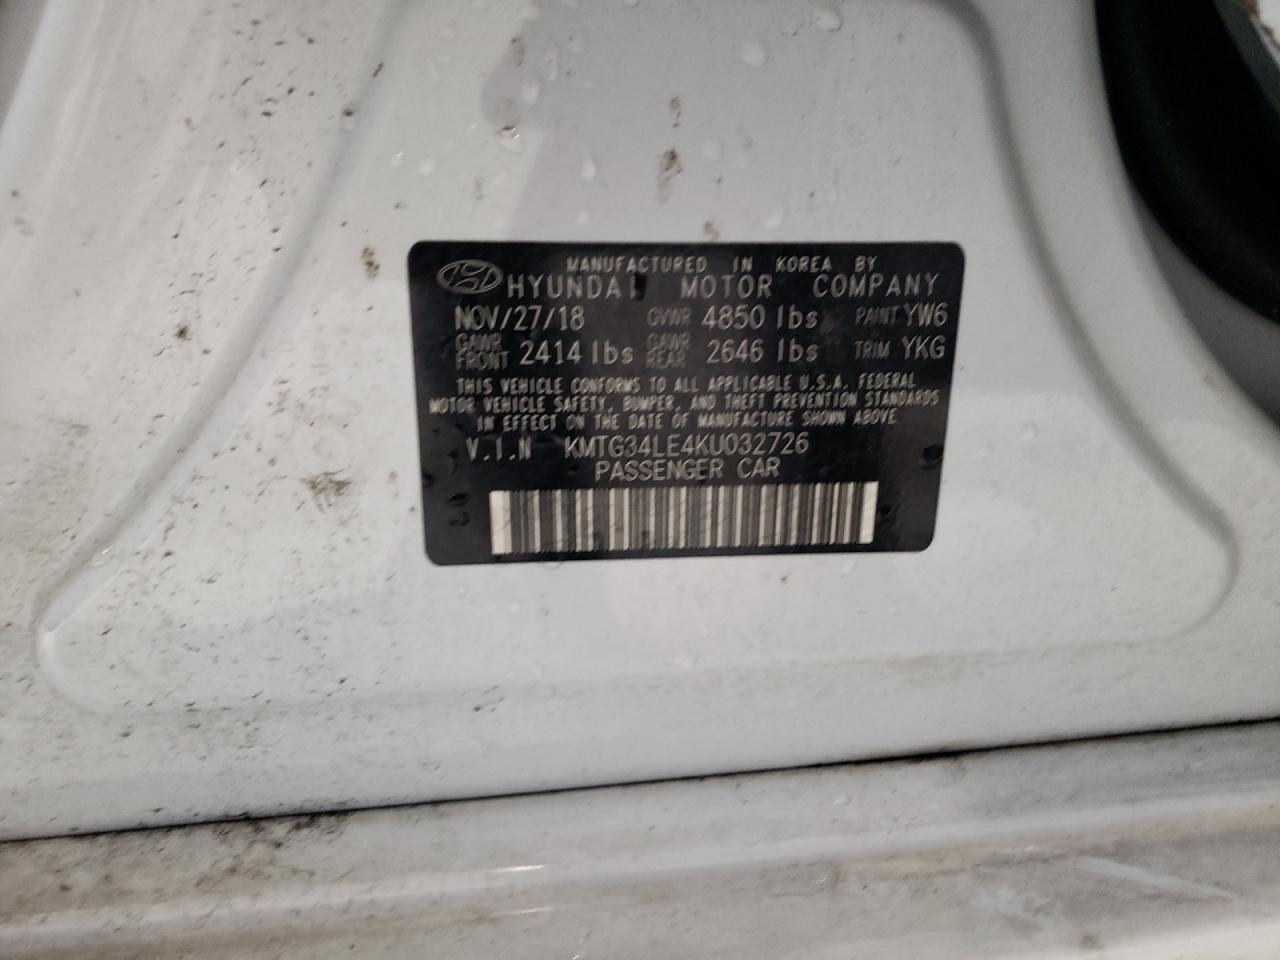 MANUFACTURED IN KOREA BY
HYUNDAI MOTOR COMPANY
NOV/27/18 GVWR 4850 lbs PAINT YW6
GAWR FRONT 2414 lbs GAWR REAR 2646 lbs TRIM YKG
THIS VEHICLE CONFORMS TO ALL APPLICABLE U.S.A. FEDERAL
MOTOR VEHICLE SAFETY, BUMPER, AND THEFT PREVENTION STANDARDS
IN EFFECT ON THE DATE OF MANUFACTURE SHOWN ABOVE
V.I.N KMTG34LE4KU032726
PASSENGER CAR